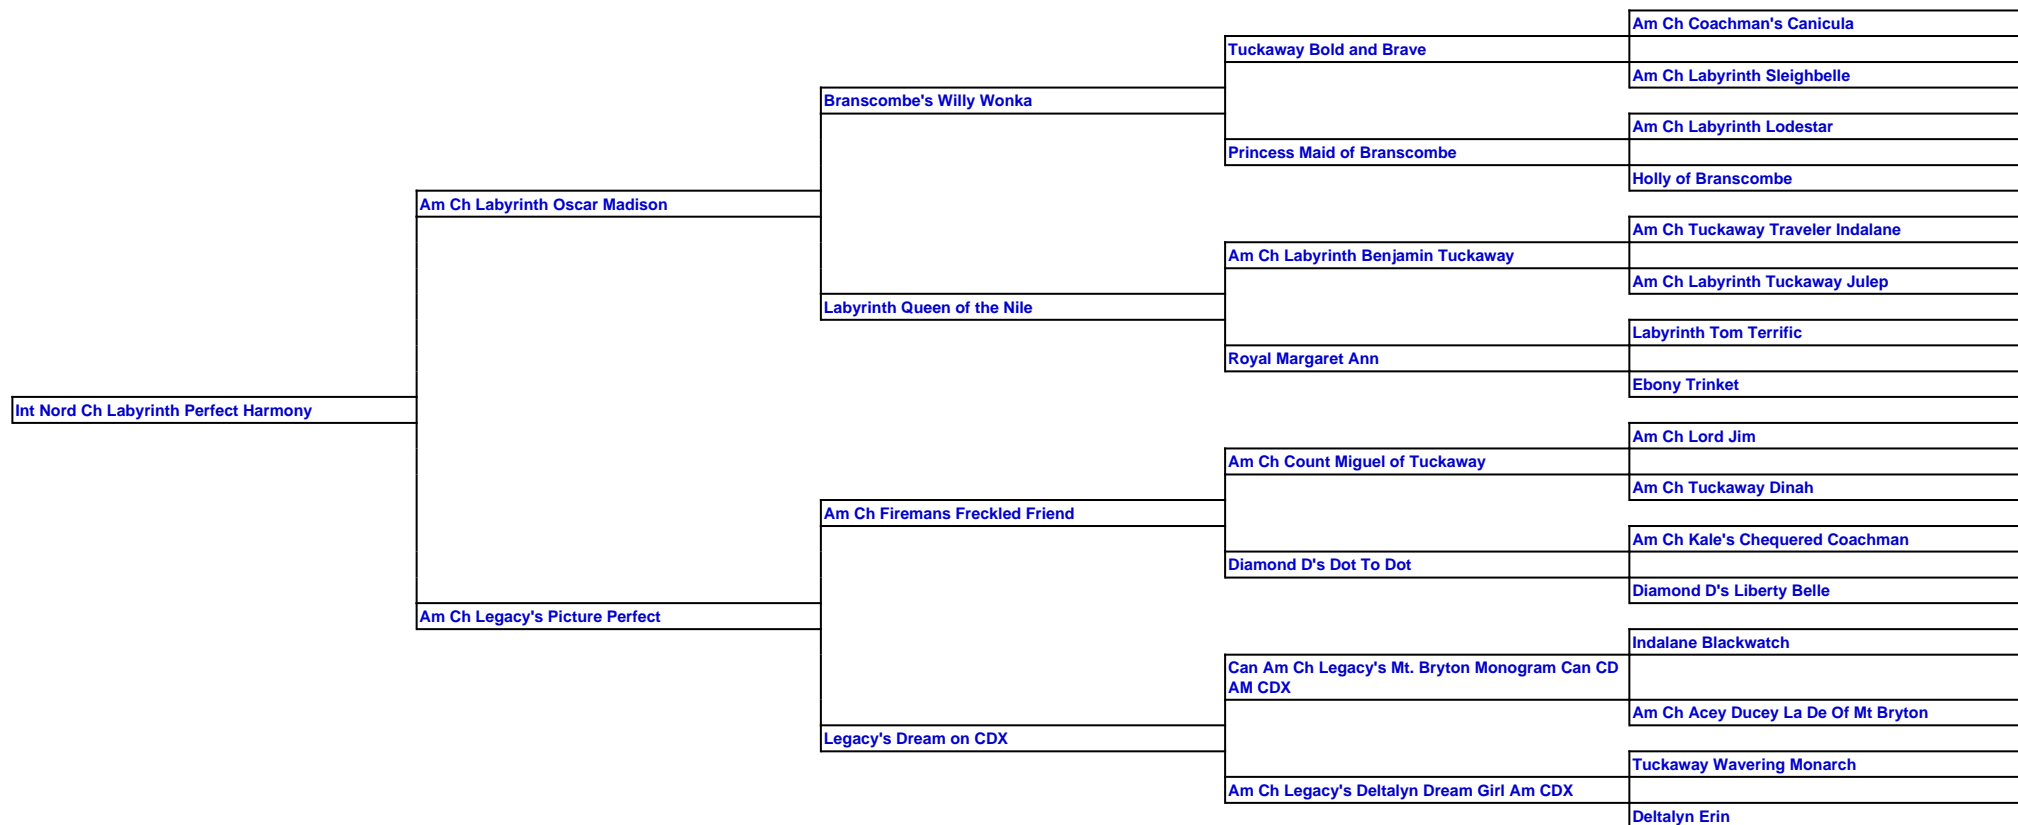 Am Ch Coachman's Canicula
Tuckaway Bold and Brave
Am Ch Labyrinth Sleighbelle
Branscombe's Willy Wonka
Am Ch Labyrinth Lodestar
Princess Maid of Branscombe
Holly of Branscombe
Am Ch Labyrinth Oscar Madison
Am Ch Tuckaway Traveler Indalane
Am Ch Labyrinth Benjamin Tuckaway
Am Ch Labyrinth Tuckaway Julep
Labyrinth Queen of the Nile
Labyrinth Tom Terrific
Royal Margaret Ann
Ebony Trinket
Int Nord Ch Labyrinth Perfect Harmony
Am Ch Lord Jim
Am Ch Count Miguel of Tuckaway
Am Ch Tuckaway Dinah
Am Ch Firemans Freckled Friend
Am Ch Kale's Chequered Coachman
Diamond D's Dot To Dot
Diamond D's Liberty Belle
Am Ch Legacy's Picture Perfect
Indalane Blackwatch
Can Am Ch Legacy's Mt. Bryton Monogram Can CD
AM CDX
Am Ch Acey Ducey La De Of Mt Bryton
Legacy's Dream on CDX
Tuckaway Wavering Monarch
Am Ch Legacy's Deltalyn Dream Girl Am CDX
Deltalyn Erin